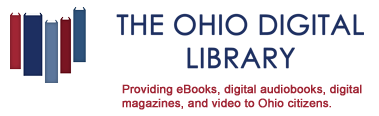 THE OHIO DIGITAL
LIBRARY
Providing eBooks, digital audiobooks, digital
magazines, and video to Ohio citizens.